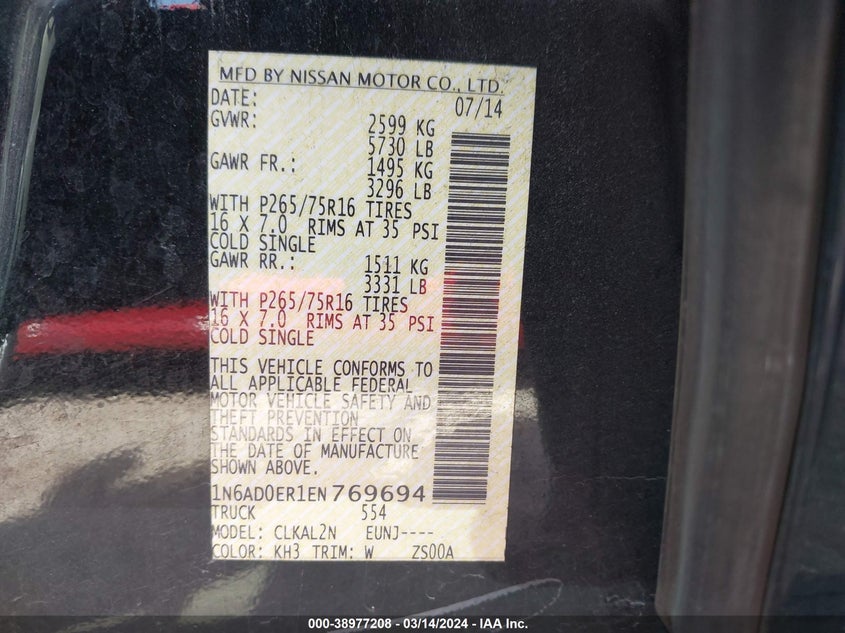 MFD BY NISSAN MOTOR CO., LTD.
DATE: 07/14
GVWR: 2599 KG
5730 LB
GAWR FR.: 1495 KG
3296 LB
WITH P265/75R16 TIRES
16 X 7.0 RIMS AT 35 PSI
COLD SINGLE
GAWR RR.: 1511 KG
3331 LB
WITH P265/75R16 TIRES
16 X 7.0 RIMS AT 35 PSI
COLD SINGLE
THIS VEHICLE CONFORMS TO
ALL APPLICABLE FEDERAL
MOTOR VEHICLE SAFETY AND
THEFT PREVENTION
STANDARDS IN EFFECT ON
THE DATE OF MANUFACTURE
SHOWN ABOVE.
1N6AD0ER1EN769694
TRUCK 554
MODEL: CLKAL2N EUNJ----
COLOR: KH3 TRIM: W ZS00A
000-38977208 - 03/14/2024 - IAA Inc.